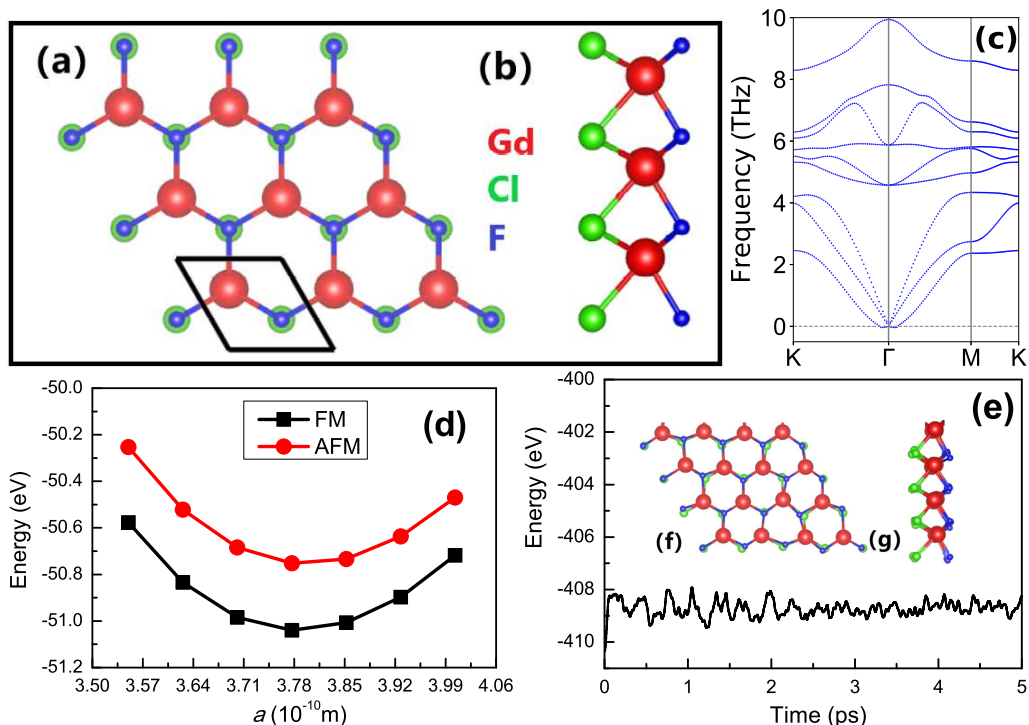 (a)
(b)
Gd
Cl
F
(c)
10
8
6
4
2
0
Frequency (THz)
K
Γ
M
K
(d)
FM
AFM
-50.0
-50.2
-50.4
-50.6
-50.8
-51.0
-51.2
Energy (eV)
3.50
3.57
3.64
3.71
3.78
3.85
3.92
3.99
4.06
a (10⁻¹⁰m)
(e)
-400
-402
-404
-406
-408
-410
Energy (eV)
(f)
(g)
0
1
2
3
4
5
Time (ps)